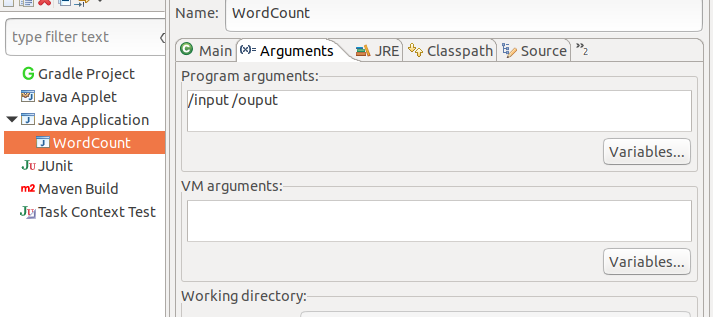 Name: WordCount
type filter text
Gradle Project
Java Applet
Java Application
WordCount
JUnit
Maven Build
Task Context Test
Main (x)= Arguments JRE Classpath Source »2
Program arguments:
/input /ouput
Variables...
VM arguments:
Variables...
Working directory: